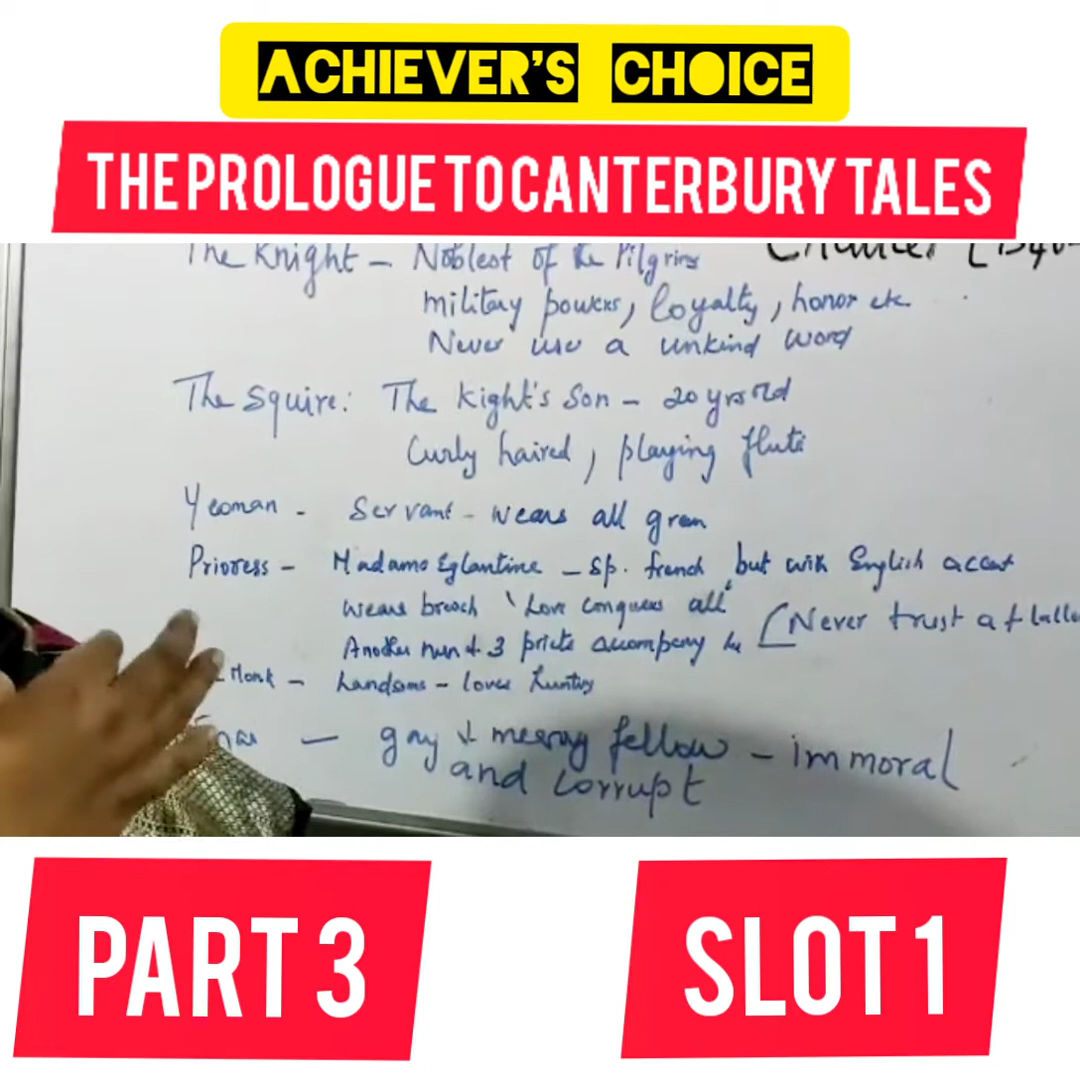 ACHIEVER'S CHOICE
THE PROLOGUE TO CANTERBURY TALES
The Knight - Noblest of the Pilgrims
military powers, loyalty, honor etc.
Never use a unkind word
The Squire: The Kight's Son - 20 yrs old
Curly haired, playing flute
Yeoman - Servant - wears all green
Prioress - Madame Eglantine - sp. french but with English accent
wears brooch 'Love conquers all'
[Never trust a
Another nun & 3 priests accompany her
Monk - handsome - loves hunting
- gay & merry fellow - immoral
and corrupt
PART 3
SLOT 1